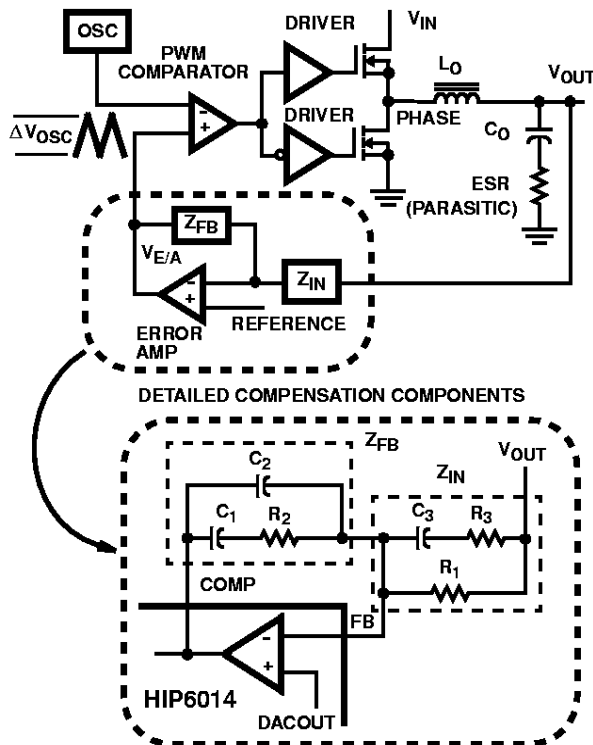 OSC
DRIVER
V_IN
PWM
COMPARATOR
L_O
V_OUT
DRIVER
ΔV_OSC
−
+
PHASE
C_O
ESR
(PARASITIC)
Z_FB
V_E/A
Z_IN
−
+
REFERENCE
ERROR
AMP
DETAILED COMPENSATION COMPONENTS
Z_FB
C_2
Z_IN
V_OUT
C_1
R_2
C_3
R_3
COMP
R_1
FB
−
+
HIP6014
DACOUT